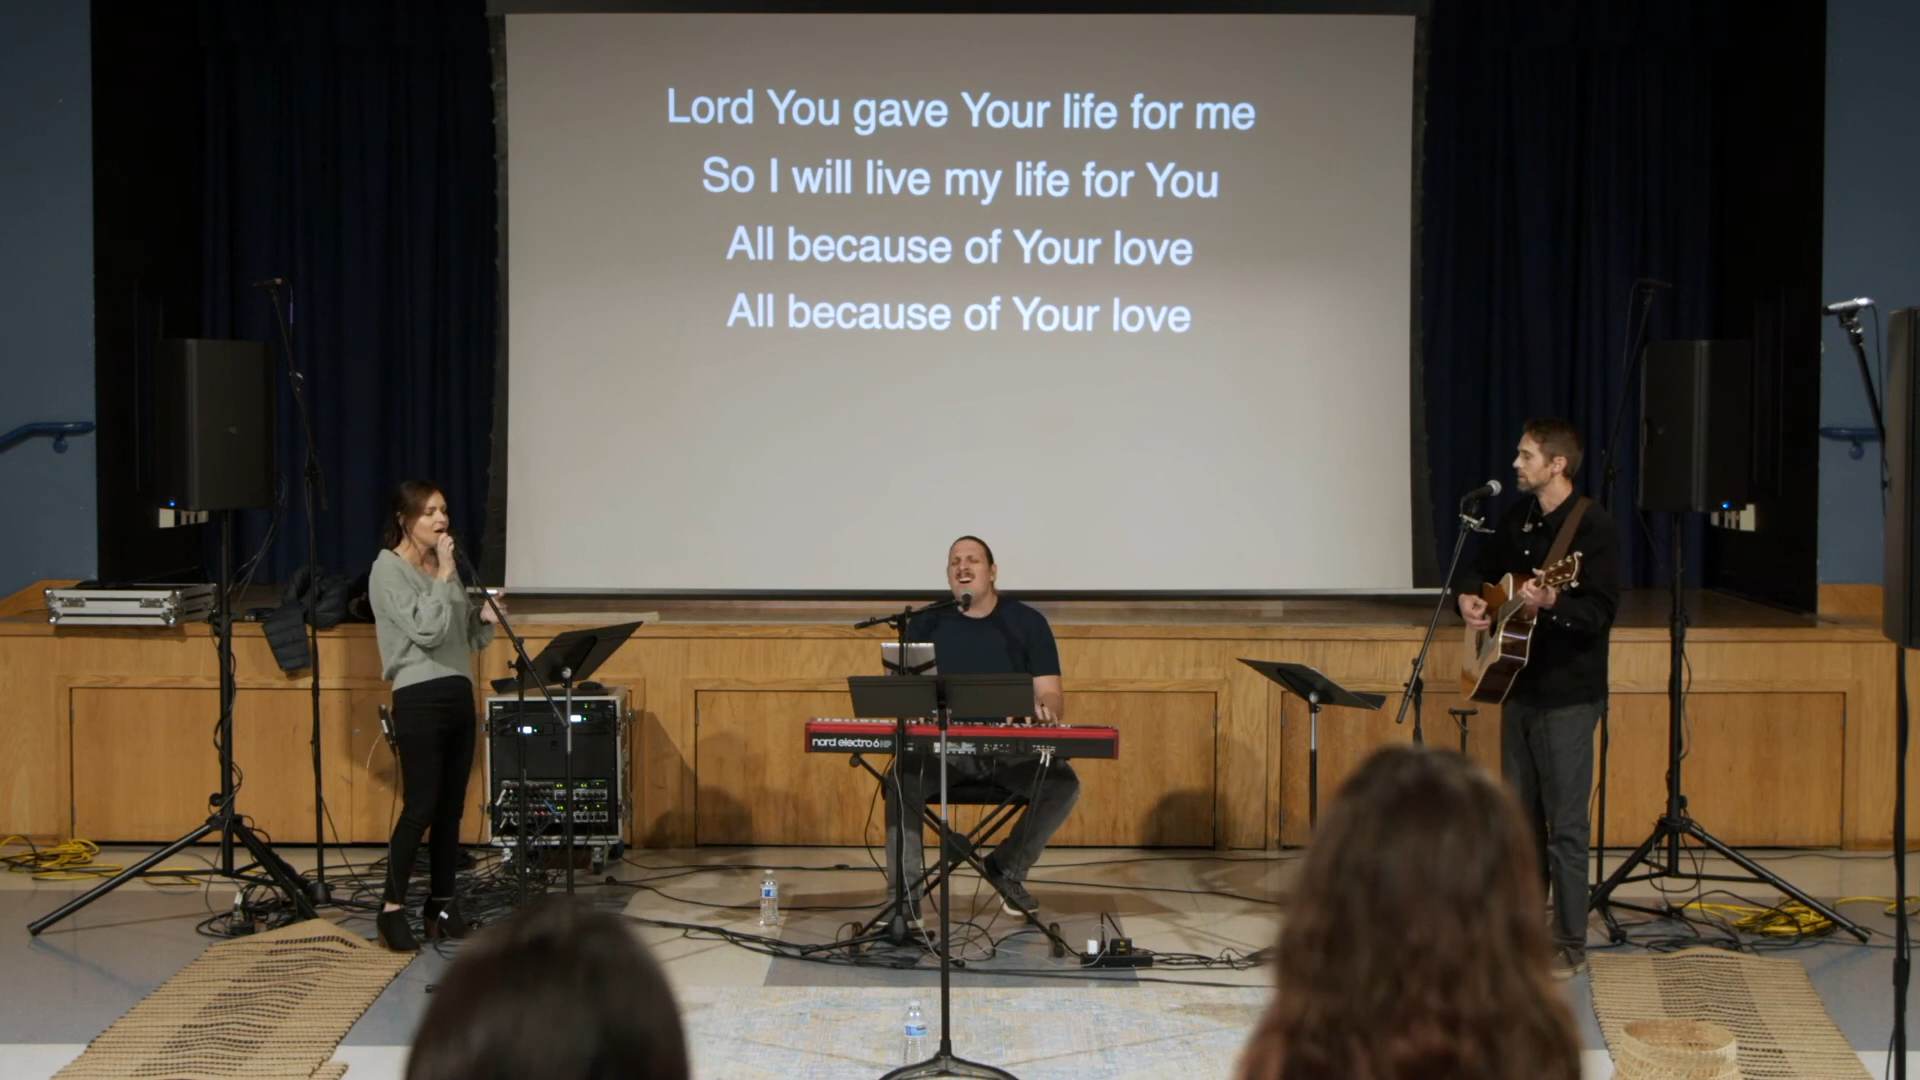 Lord You gave Your life for me
So I will live my life for You
All because of Your love
All because of Your love
nord electro 6 HP